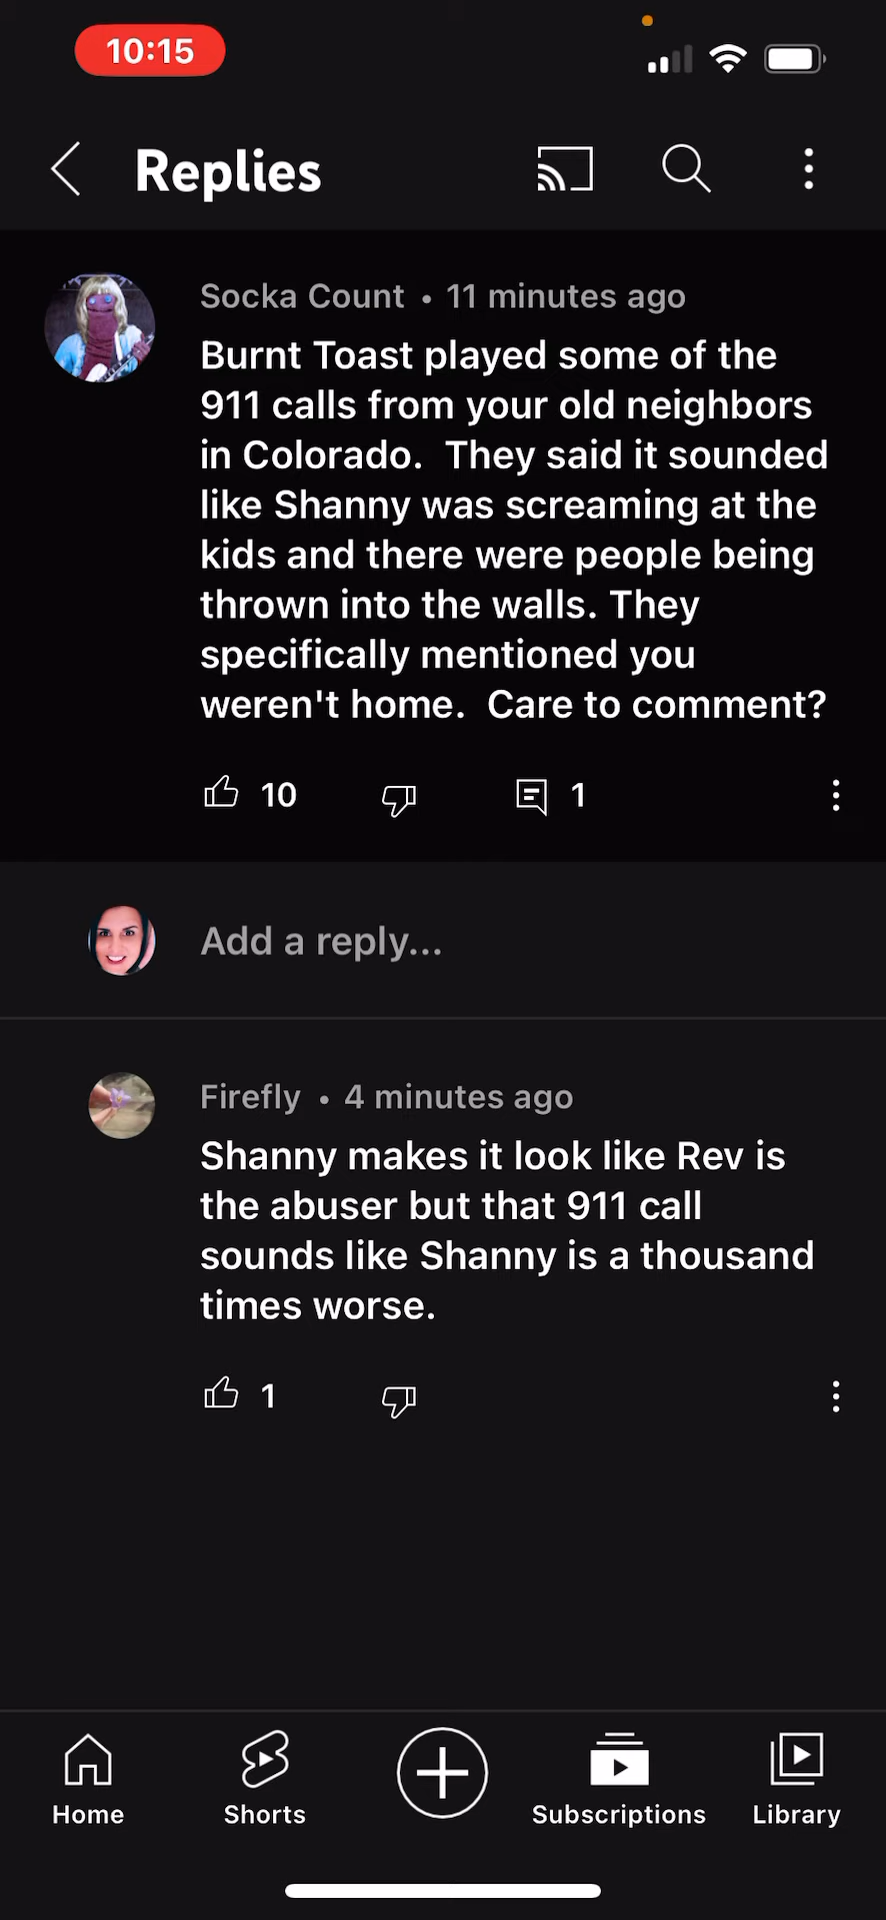 10:15
Replies
Socka Count • 11 minutes ago
Burnt Toast played some of the
911 calls from your old neighbors
in Colorado.  They said it sounded
like Shanny was screaming at the
kids and there were people being
thrown into the walls. They
specifically mentioned you
weren't home.  Care to comment?
10
1
Add a reply...
Firefly • 4 minutes ago
Shanny makes it look like Rev is
the abuser but that 911 call
sounds like Shanny is a thousand
times worse.
1
Home
Shorts
Subscriptions
Library